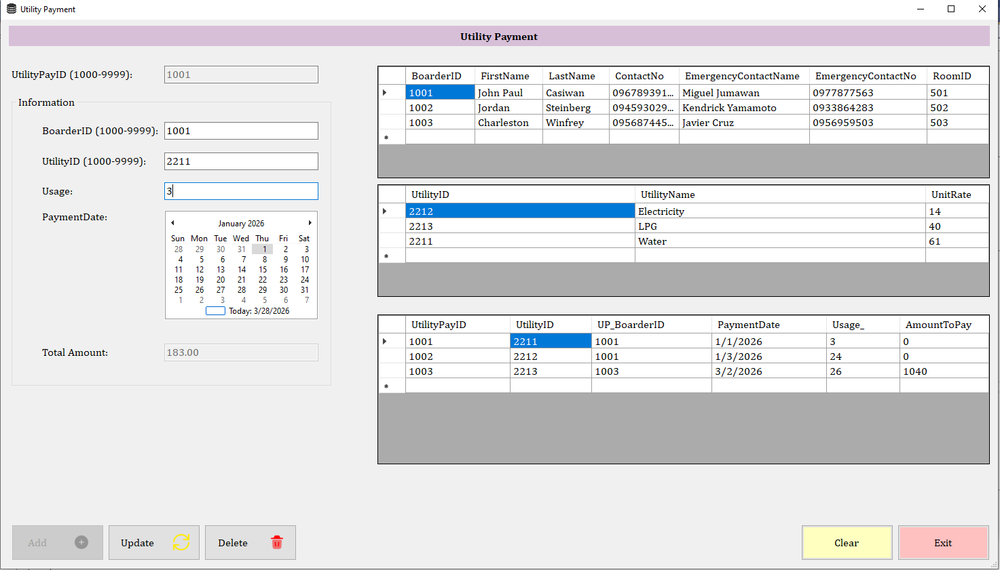 Utility Payment
Utility Payment
UtilityPayID (1000-9999): 1001
Information
BoarderID (1000-9999): 1001
UtilityID (1000-9999): 2211
Usage: 3
PaymentDate:
January 2026
Sun Mon Tue Wed Thu Fri Sat
28 29 30 31 1 2 3
4 5 6 7 8 9 10
11 12 13 14 15 16 17
18 19 20 21 22 23 24
25 26 27 28 29 30 31
1 2 3 4 5 6 7
Today: 3/28/2026
Total Amount: 183.00
BoarderID FirstName LastName ContactNo EmergencyContactName EmergencyContactNo RoomID
1001 John Paul Casiwan 096789391... Miguel Jumawan 0977877563 501
1002 Jordan Steinberg 094593029... Kendrick Yamamoto 0933864283 502
1003 Charleston Winfrey 095687445... Javier Cruz 0956959503 503
UtilityID UtilityName UnitRate
2212 Electricity 14
2213 LPG 40
2211 Water 61
UtilityPayID UtilityID UP_BoarderID PaymentDate Usage_ AmountToPay
1001 2211 1001 1/1/2026 3 0
1002 2212 1001 1/3/2026 24 0
1003 2213 1003 3/2/2026 26 1040
Add Update Delete Clear Exit